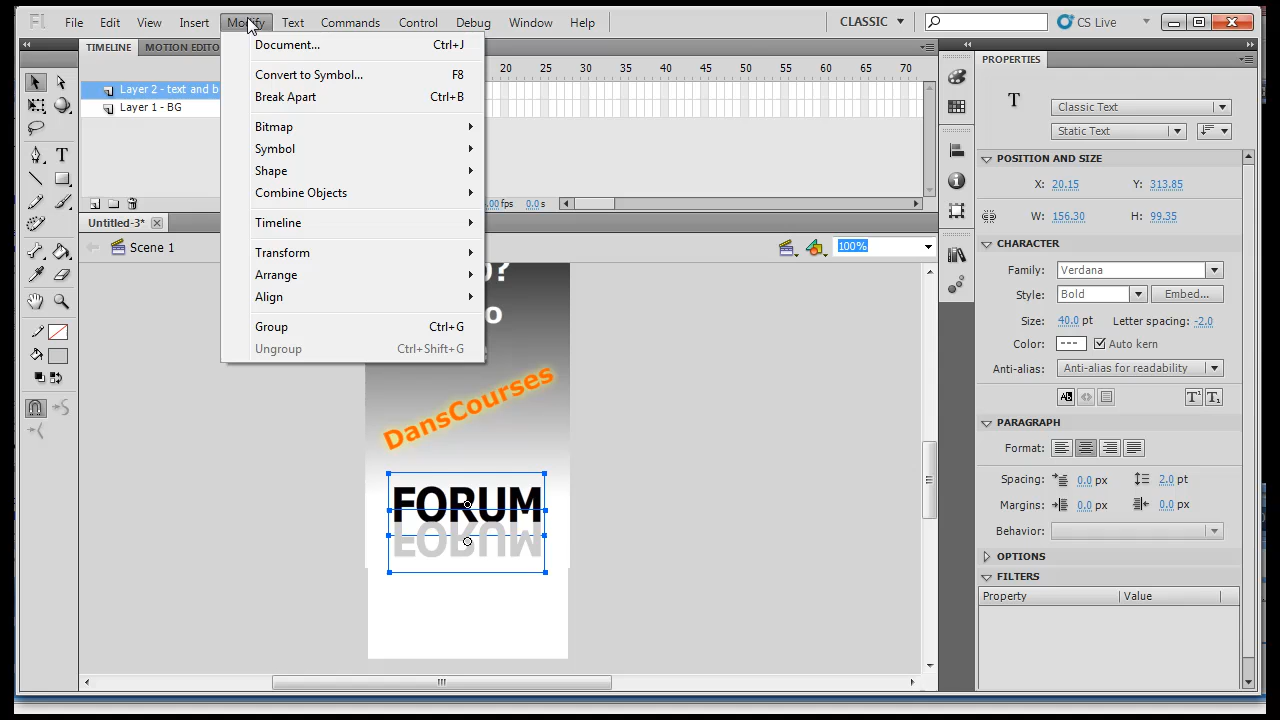 Fl File Edit View Insert Modify Text Commands Control Debug Window Help CLASSIC CS Live
TIMELINE MOTION EDITO
20 25 30 35 40 45 50 55 60 65 70
Layer 2 - text and b
Layer 1 - BG
.00 fps 0.0 s
Untitled-3*
Scene 1
100%
Document... Ctrl+J
Convert to Symbol... F8
Break Apart Ctrl+B
Bitmap
Symbol
Shape
Combine Objects
Timeline
Transform
Arrange
Align
Group Ctrl+G
Ungroup Ctrl+Shift+G
?
o
DansCourses
FORUM
FORUM
PROPERTIES
T
Classic Text
Static Text
POSITION AND SIZE
X: 20.15 Y: 313.85
W: 156.30 H: 99.35
CHARACTER
Family: Verdana
Style: Bold Embed...
Size: 40.0 pt Letter spacing: -2.0
Color: Auto kern
Anti-alias: Anti-alias for readability
PARAGRAPH
Format:
Spacing: 0.0 px 2.0 pt
Margins: 0.0 px 0.0 px
Behavior:
OPTIONS
FILTERS
Property Value